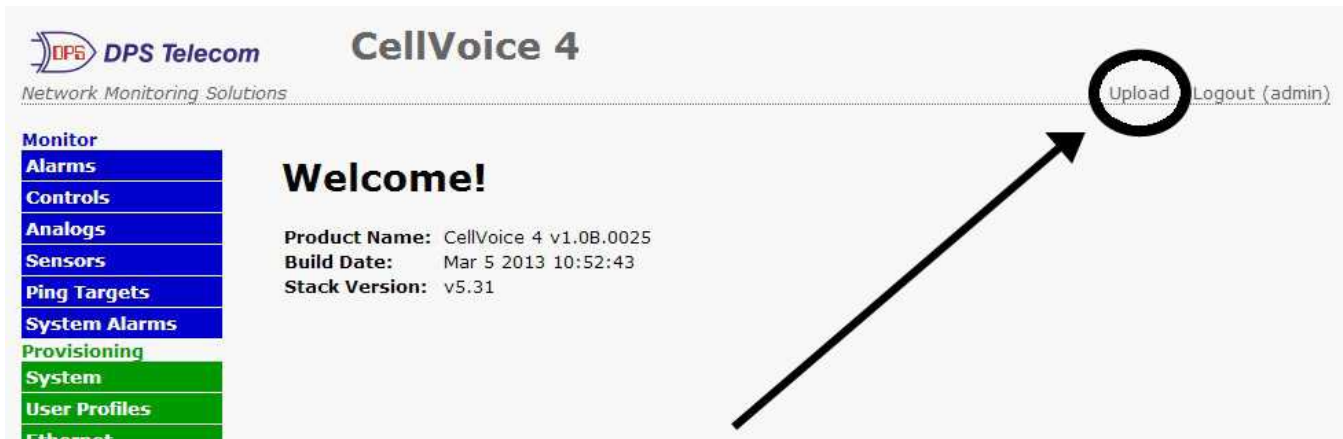 DPS DPS Telecom
CellVoice 4
Network Monitoring Solutions
Upload Logout (admin)
Monitor
Alarms
Controls
Analogs
Sensors
Ping Targets
System Alarms
Provisioning
System
User Profiles
Ethernet
Welcome!
Product Name: CellVoice 4 v1.0B.0025
Build Date: Mar 5 2013 10:52:43
Stack Version: v5.31